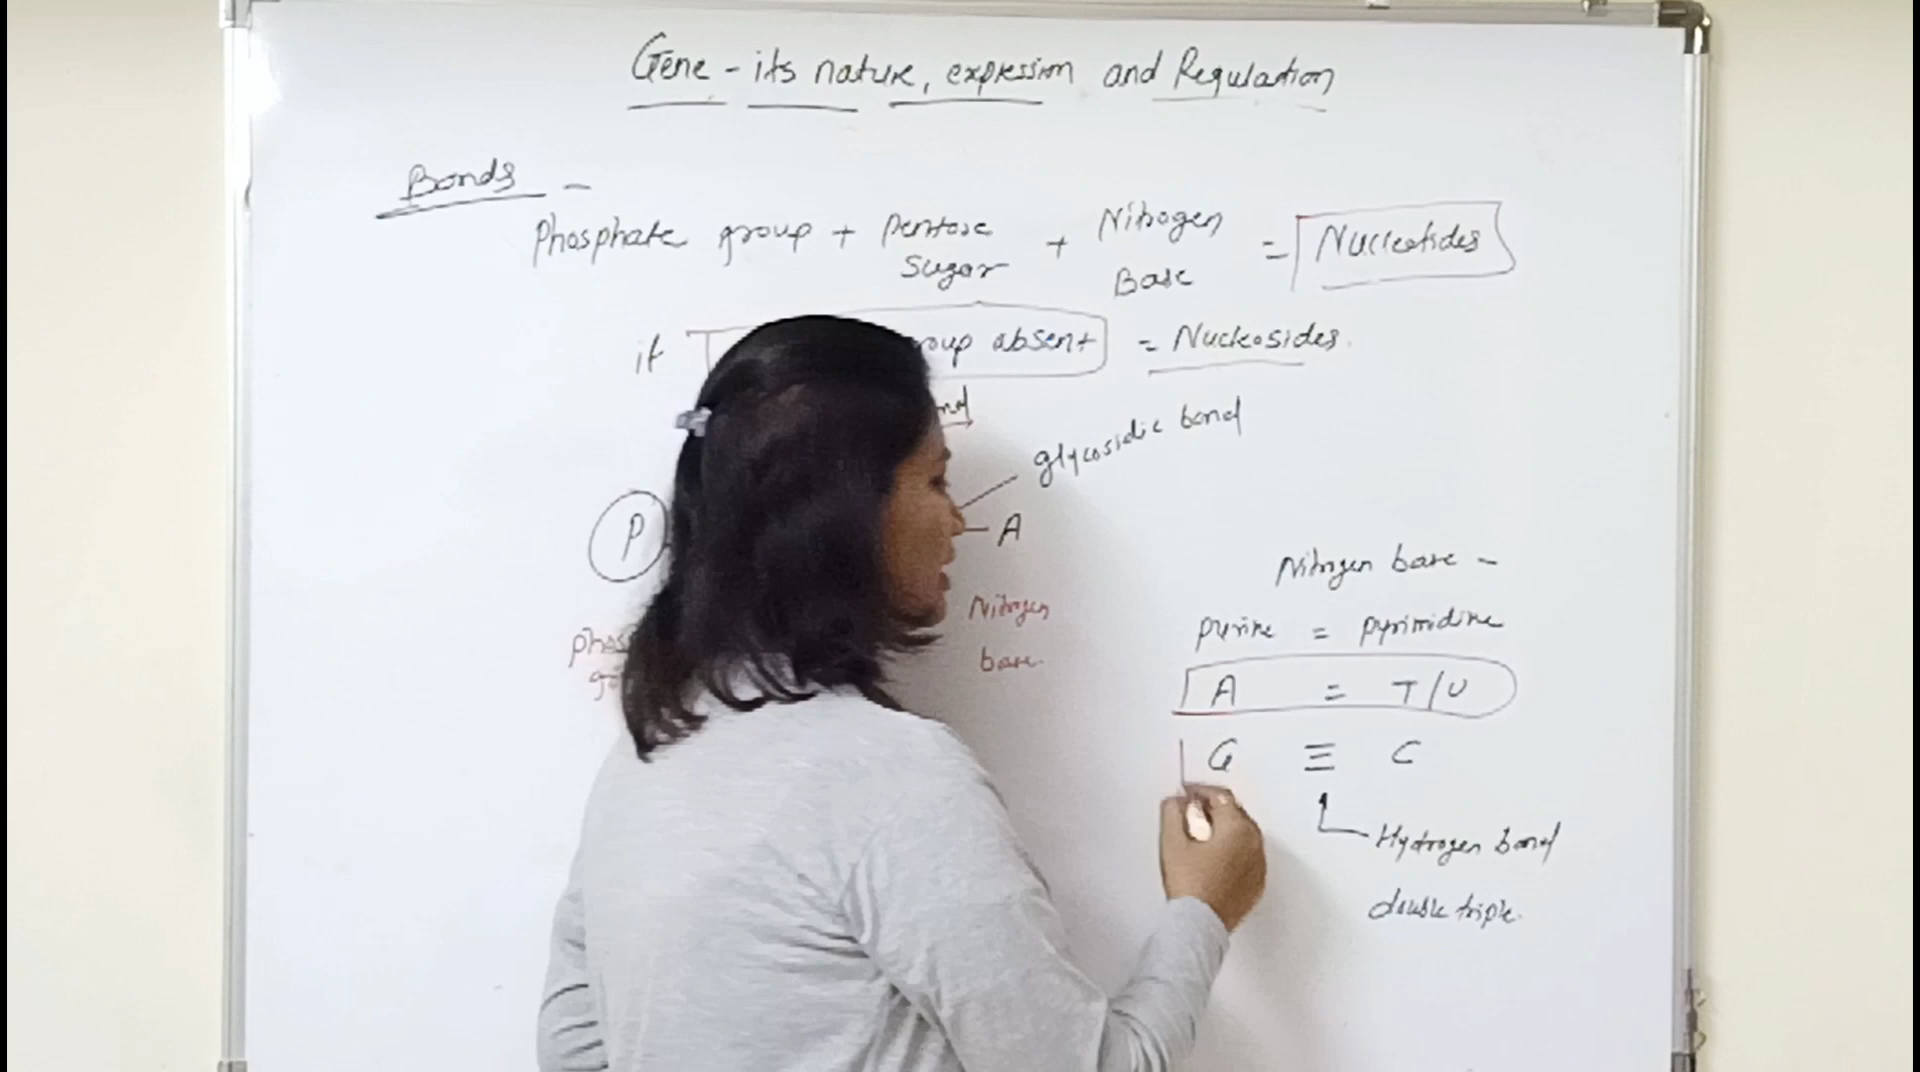 Gene - its nature, expression and Regulation
Bonds -
Phosphate group + Pentose Sugar + Nitrogen Base = Nucleotides
if group absent = Nucleosides.
glycosidic bond
P A
Nitrogen base.
Nitrogen base -
purine = pyrimidine
A = T/U
G ≡ C
Hydrogen bond
double triple.